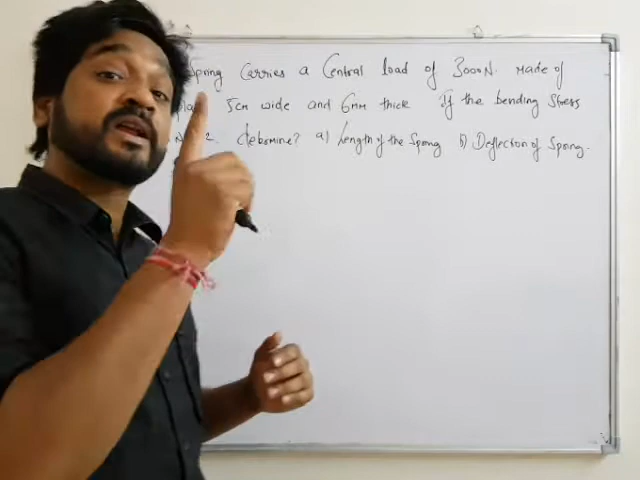 Spring Carries a Central load of 3000N. Made of
5cm wide and 6mm thick if the bending Stress
2. determine? a) Length of the Spring b) Deflection of Spring.